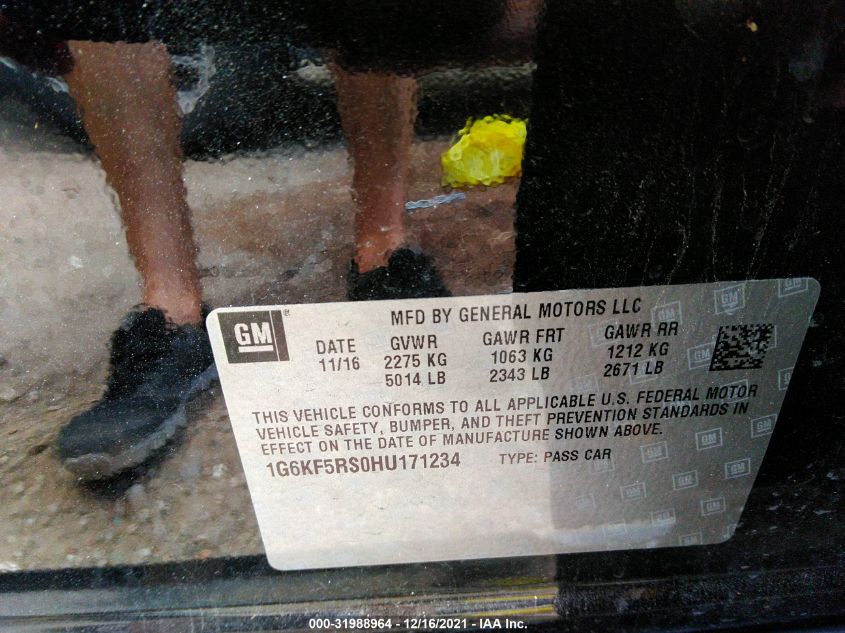 GM ®
MFD BY GENERAL MOTORS LLC
DATE GVWR GAWR FRT GAWR RR
11/16 2275 KG 1063 KG 1212 KG
5014 LB 2343 LB 2671 LB
THIS VEHICLE CONFORMS TO ALL APPLICABLE U.S. FEDERAL MOTOR
VEHICLE SAFETY, BUMPER, AND THEFT PREVENTION STANDARDS IN
EFFECT ON THE DATE OF MANUFACTURE SHOWN ABOVE.
1G6KF5RS0HU171234 TYPE: PASS CAR
000-31988964 - 12/16/2021 - IAA Inc.